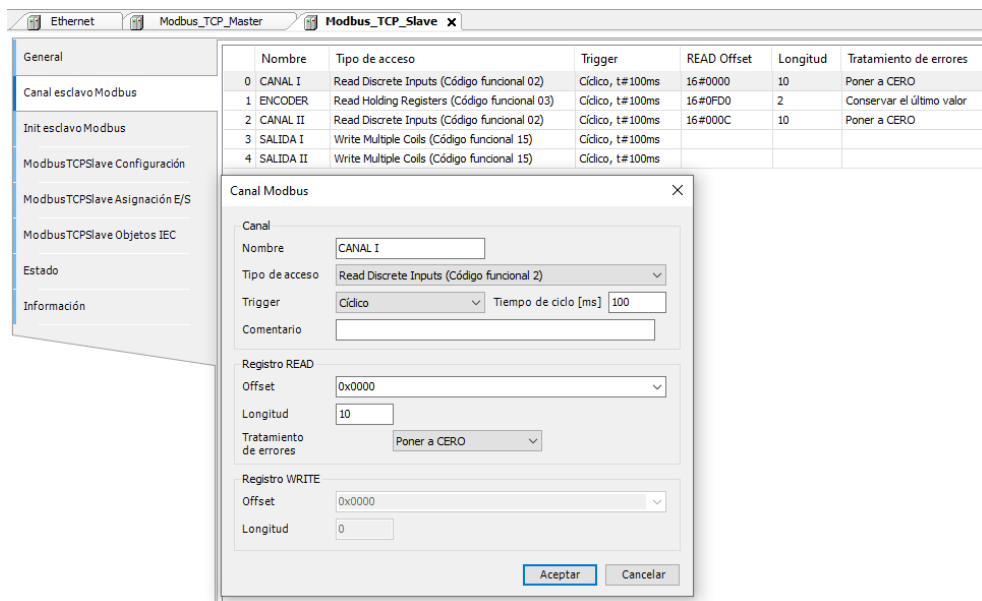 Ethernet Modbus_TCP_Master Modbus_TCP_Slave
General
Canal esclavo Modbus
Init esclavo Modbus
ModbusTCPSlave Configuración
ModbusTCPSlave Asignación E/S
ModbusTCPSlave Objetos IEC
Estado
Información
Nombre Tipo de acceso Trigger READ Offset Longitud Tratamiento de errores
0 CANAL I Read Discrete Inputs (Código funcional 02) Cíclico, t#100ms 16#0000 10 Poner a CERO
1 ENCODER Read Holding Registers (Código funcional 03) Cíclico, t#100ms 16#0FD0 2 Conservar el último valor
2 CANAL II Read Discrete Inputs (Código funcional 02) Cíclico, t#100ms 16#000C 10 Poner a CERO
3 SALIDA I Write Multiple Coils (Código funcional 15) Cíclico, t#100ms
4 SALIDA II Write Multiple Coils (Código funcional 15) Cíclico, t#100ms
Canal Modbus
Canal
Nombre CANAL I
Tipo de acceso Read Discrete Inputs (Código funcional 2)
Trigger Cíclico Tiempo de ciclo [ms] 100
Comentario
Registro READ
Offset 0x0000
Longitud 10
Tratamiento
de errores Poner a CERO
Registro WRITE
Offset 0x0000
Longitud 0
Aceptar Cancelar